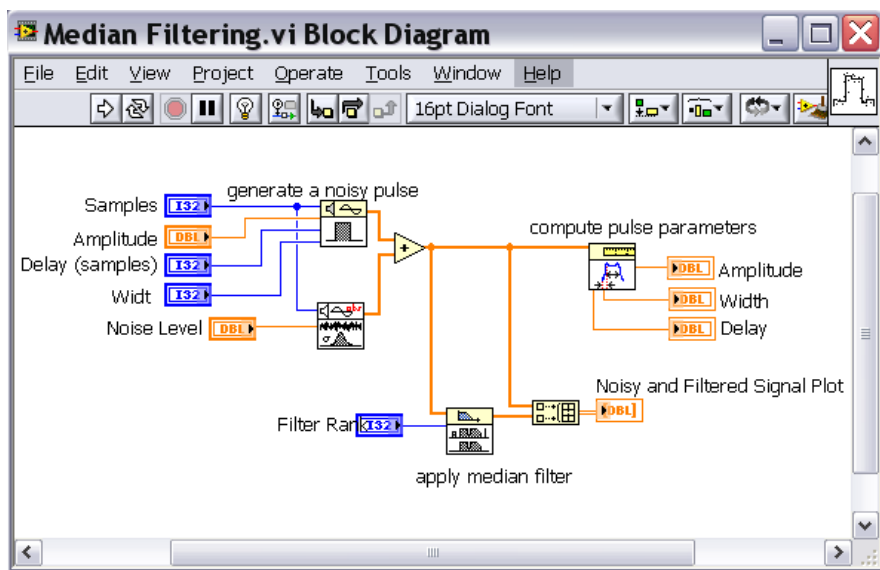 Median Filtering.vi Block Diagram
File Edit View Project Operate Tools Window Help
16pt Dialog Font
generate a noisy pulse
Samples I32
Amplitude DBL
Delay (samples) I32
Widt I32
Noise Level DBL
compute pulse parameters
DBL Amplitude
DBL Width
DBL Delay
Noisy and Filtered Signal Plot
DBL]
Filter Ran I32
apply median filter